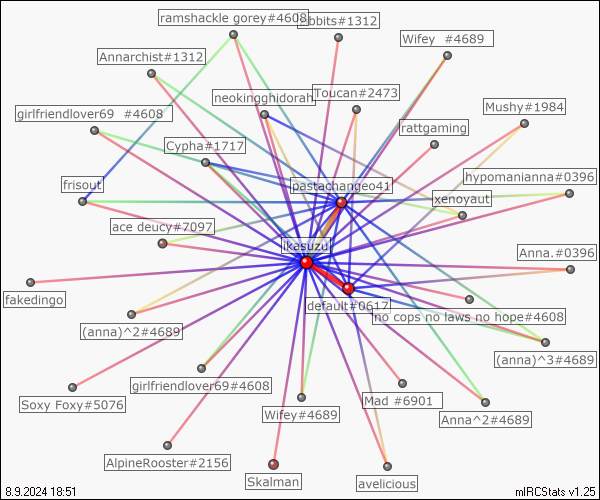 ramshackle gorey#4608
bbits#1312
Wifey  #4689
Annarchist#1312
neokingghidorah
Toucan#2473
Mushy#1984
girlfriendlover69  #4608
rattgaming
Cypha#1717
hypomanianna#0396
frisout
pastachangeo41
xenoyaut
ace deucy#7097
ikasuzu
Anna.#0396
fakedingo
default#0617
no cops no laws no hope#4608
(anna)^2#4689
(anna)^3#4689
girlfriendlover69#4608
Soxy Foxy#5076
Wifey#4689
Mad #6901
Anna^2#4689
AlpineRooster#2156
Skalman
avelicious
8.9.2024 18:51
mIRCStats v1.25